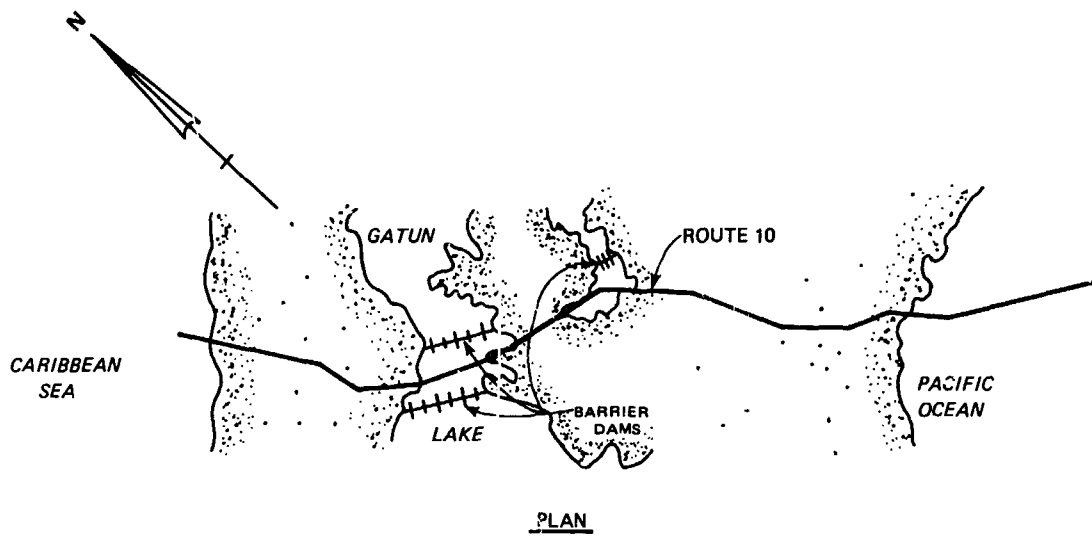 N
GATUN
ROUTE 10
CARIBBEAN
SEA
PACIFIC
OCEAN
BARRIER
DAMS
LAKE
PLAN